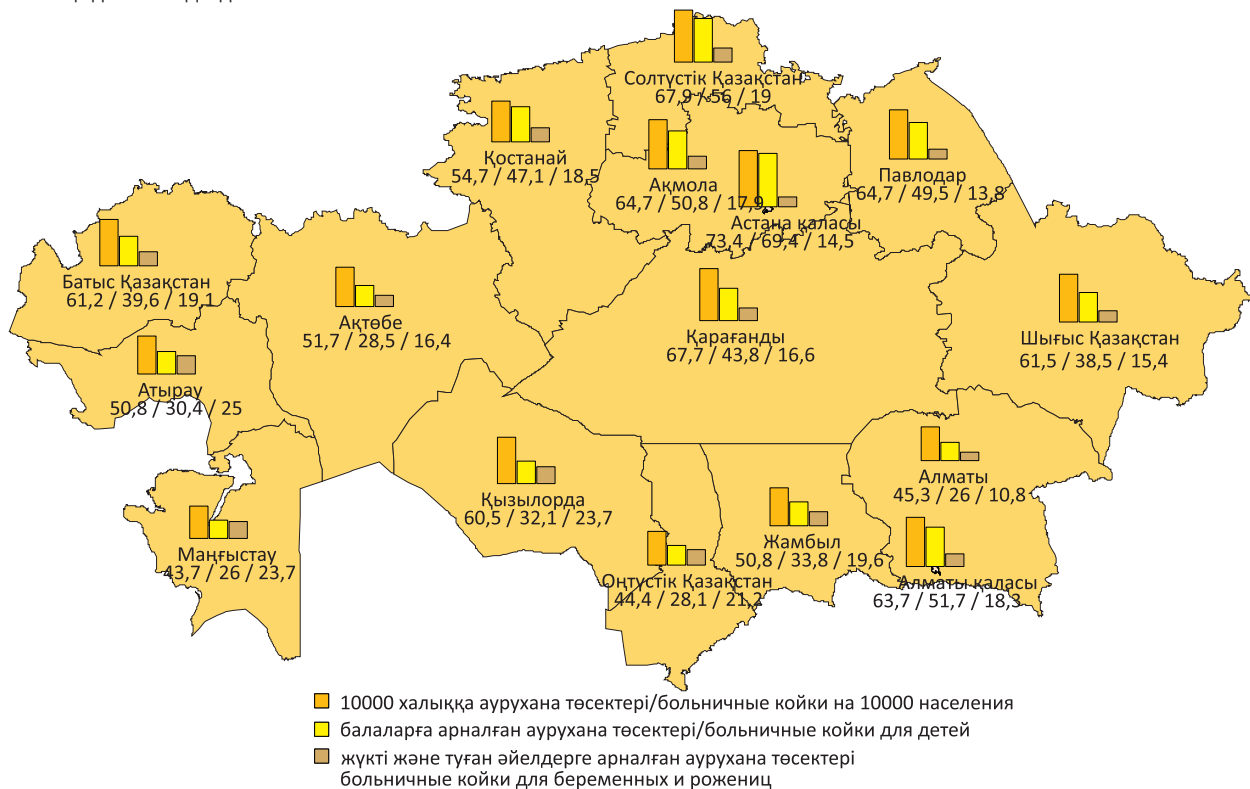 Солтүстік Қазақстан
67,9 / 56 / 19
Қостанай
54,7 / 47,1 / 18,5
Ақмола
64,7 / 50,8 / 17,9
Павлодар
64,7 / 49,5 / 13,8
Астана қаласы
73,4 / 69,4 / 14,5
Батыс Қазақстан
61,2 / 39,6 / 19,1
Ақтөбе
51,7 / 28,5 / 16,4
Қарағанды
67,7 / 43,8 / 16,6
Шығыс Қазақстан
61,5 / 38,5 / 15,4
Атырау
50,8 / 30,4 / 25
Алматы
45,3 / 26 / 10,8
Қызылорда
60,5 / 32,1 / 23,7
Жамбыл
50,8 / 33,8 / 19,6
Маңғыстау
43,7 / 26 / 23,7
Оңтүстік Қазақстан
44,4 / 28,1 / 21,2
Алматы қаласы
63,7 / 51,7 / 18,3
10000 халыққа аурухана төсектері/больничные койки на 10000 населения
балаларға арналған аурухана төсектері/больничные койки для детей
жүкті және туған әйелдерге арналған аурухана төсектері
больничные койки для беременных и рожениц